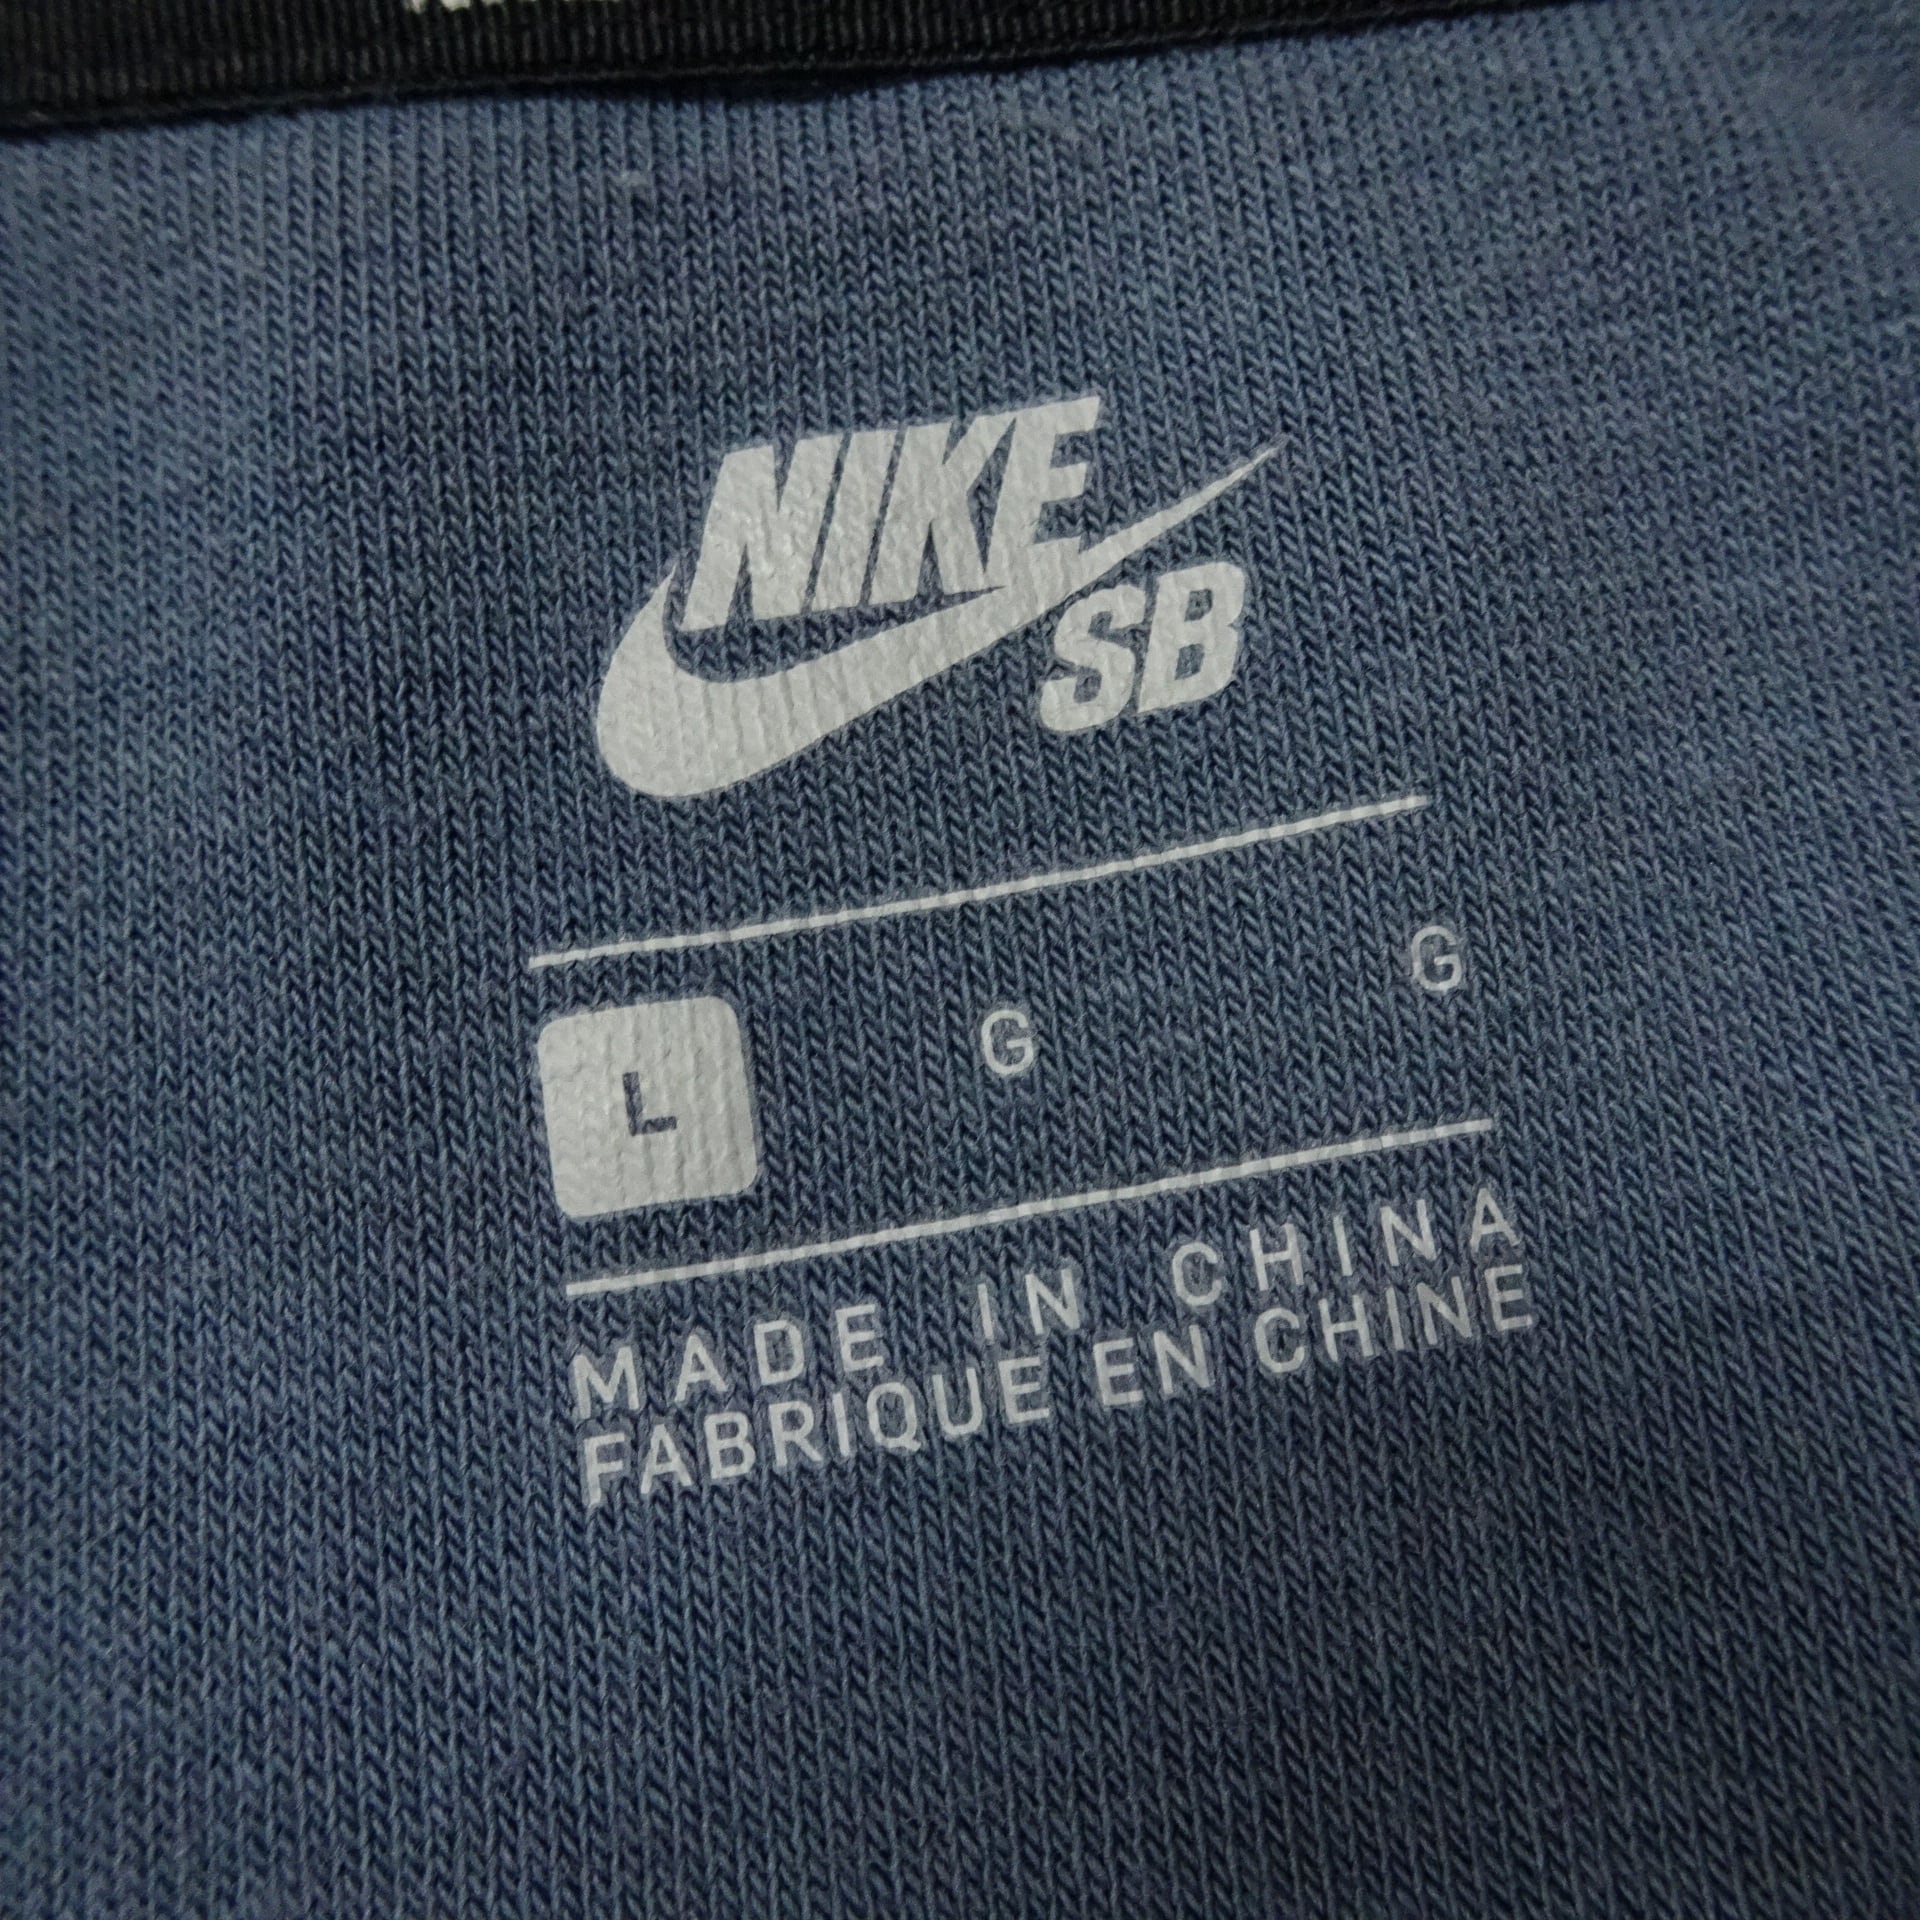 NIKE
SB
L G G
MADE IN CHINA
FABRIQUE EN CHINE